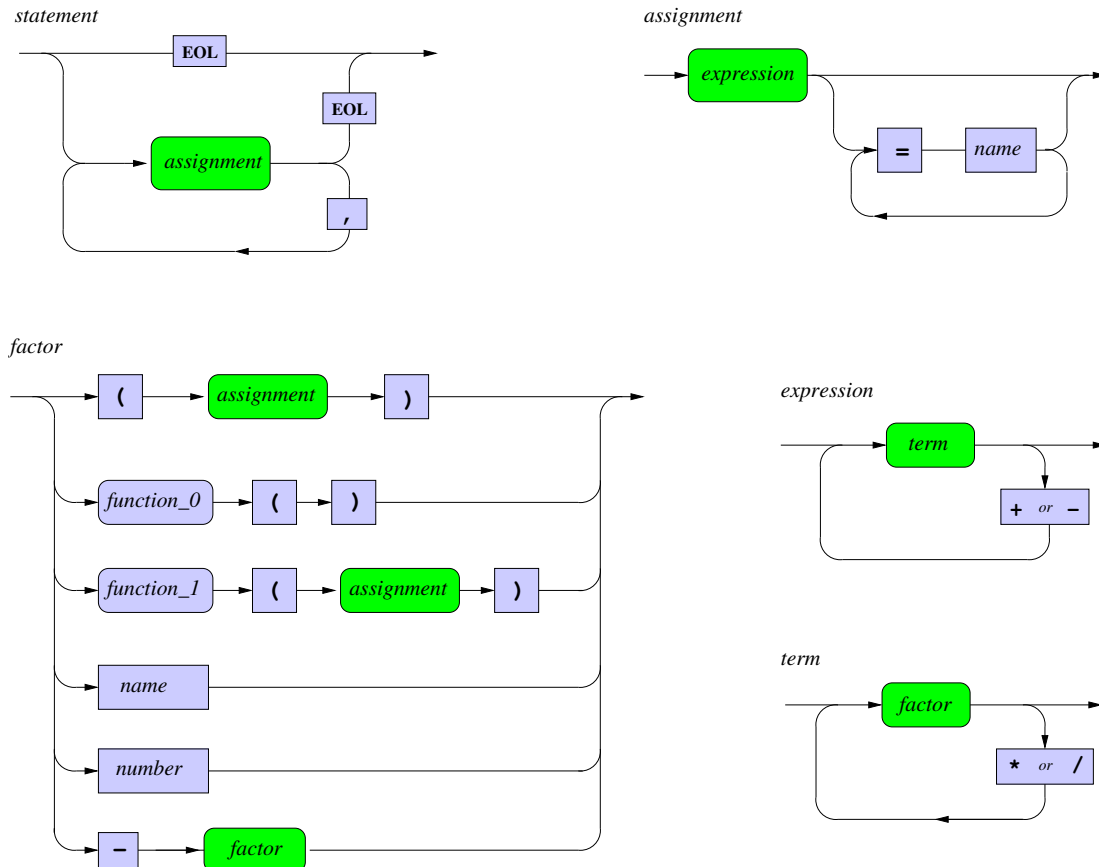 statement
EOL
EOL
assignment
,
assignment
expression
= name
factor
( assignment )
function_0 ( )
function_1 ( assignment )
name
number
- factor
expression
term
+ or -
term
factor
* or /